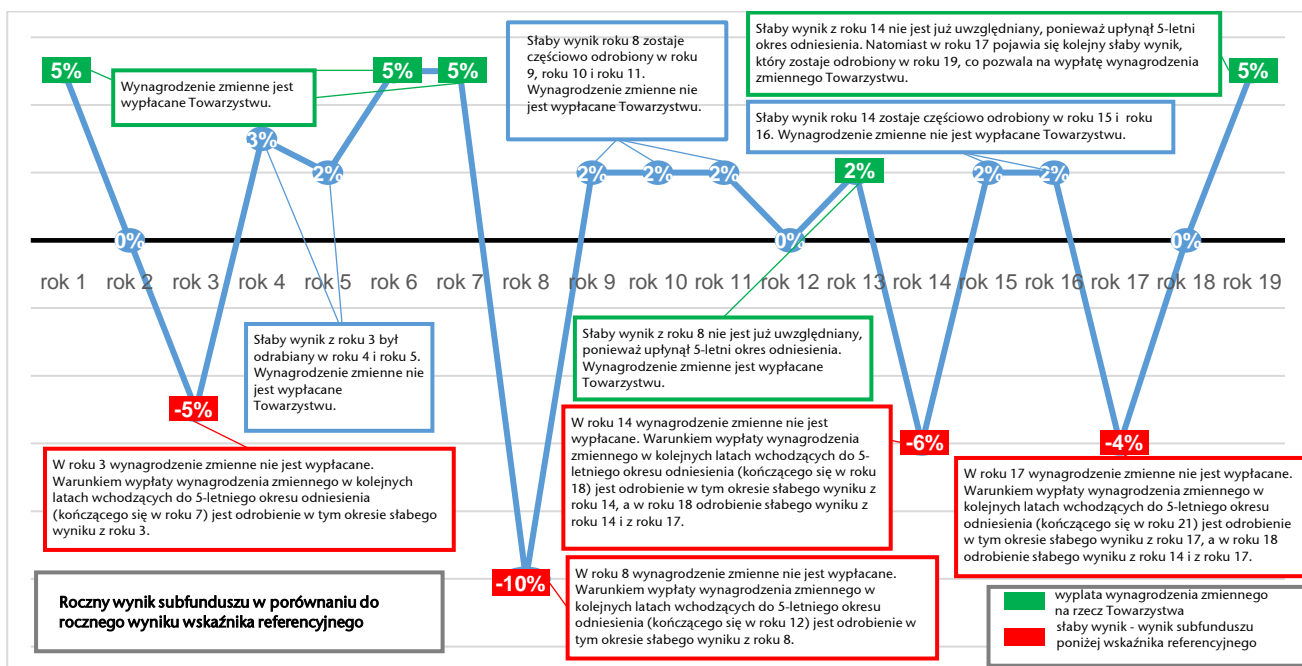 Słaby wynik z roku 14 nie jest już uwzględniany, ponieważ upłynął 5-letni
okres odniesienia. Natomiast w roku 17 pojawia się kolejny słaby wynik,
który zostaje odrobiony w roku 19, co pozwala na wypłatę wynagrodzenia
zmiennego Towarzystwu.
Słaby wynik roku 8 zostaje
częściowo odrobiony w roku
9, roku 10 i roku 11.
Wynagrodzenie zmienne nie
jest wypłacane Towarzystwu.
Wynagrodzenie zmienne jest
wypłacane Towarzystwu.
Słaby wynik roku 14 zostaje częściowo odrobiony w roku 15 i roku
16. Wynagrodzenie zmienne nie jest wypłacane Towarzystwu.
5%
0%
-5%
3%
2%
5%
5%
-10%
2%
2%
2%
0%
2%
-6%
2%
2%
-4%
0%
5%
rok 1
rok 2
rok 3
rok 4
rok 5
rok 6
rok 7
rok 8
rok 9
rok 10
rok 11
rok 12
rok 13
rok 14
rok 15
rok 16
rok 17
rok 18
rok 19
Słaby wynik z roku 3 był
odrabiany w roku 4 i roku 5.
Wynagrodzenie zmienne nie
jest wypłacane
Towarzystwu.
Słaby wynik z roku 8 nie jest już uwzględniany,
ponieważ upłynął 5-letni okres odniesienia.
Wynagrodzenie zmienne jest wypłacane
Towarzystwu.
W roku 3 wynagrodzenie zmienne nie jest wypłacane.
Warunkiem wypłaty wynagrodzenia zmiennego w kolejnych
latach wchodzących do 5-letniego okresu odniesienia
(kończącego się w roku 7) jest odrobienie w tym okresie słabego
wyniku z roku 3.
W roku 14 wynagrodzenie zmienne nie jest
wypłacane. Warunkiem wypłaty wynagrodzenia
zmiennego w kolejnych latach wchodzących do 5-
letniego okresu odniesienia (kończącego się w roku
18) jest odrobienie w tym okresie słabego wyniku z
roku 14, a w roku 18 odrobienie słabego wyniku z
roku 14 i z roku 17.
W roku 17 wynagrodzenie zmienne nie jest wypłacane.
Warunkiem wypłaty wynagrodzenia zmiennego w
kolejnych latach wchodzących do 5-letniego okresu
odniesienia (kończącego się w roku 21) jest odrobienie
w tym okresie słabego wyniku z roku 17, a w roku 18
odrobienie słabego wyniku z roku 14 i z roku 17.
W roku 8 wynagrodzenie zmienne nie jest wypłacane.
Warunkiem wypłaty wynagrodzenia zmiennego w
kolejnych latach wchodzących do 5-letniego okresu
odniesienia (kończącego się w roku 12) jest odrobienie w
tym okresie słabego wyniku z roku 8.
Roczny wynik subfunduszu w porównaniu do
rocznego wyniku wskaźnika referencyjnego
wyplata wynagrodzenia zmiennego
na rzecz Towarzystwa
słaby wynik - wynik subfunduszu
poniżej wskaźnika referencyjnego